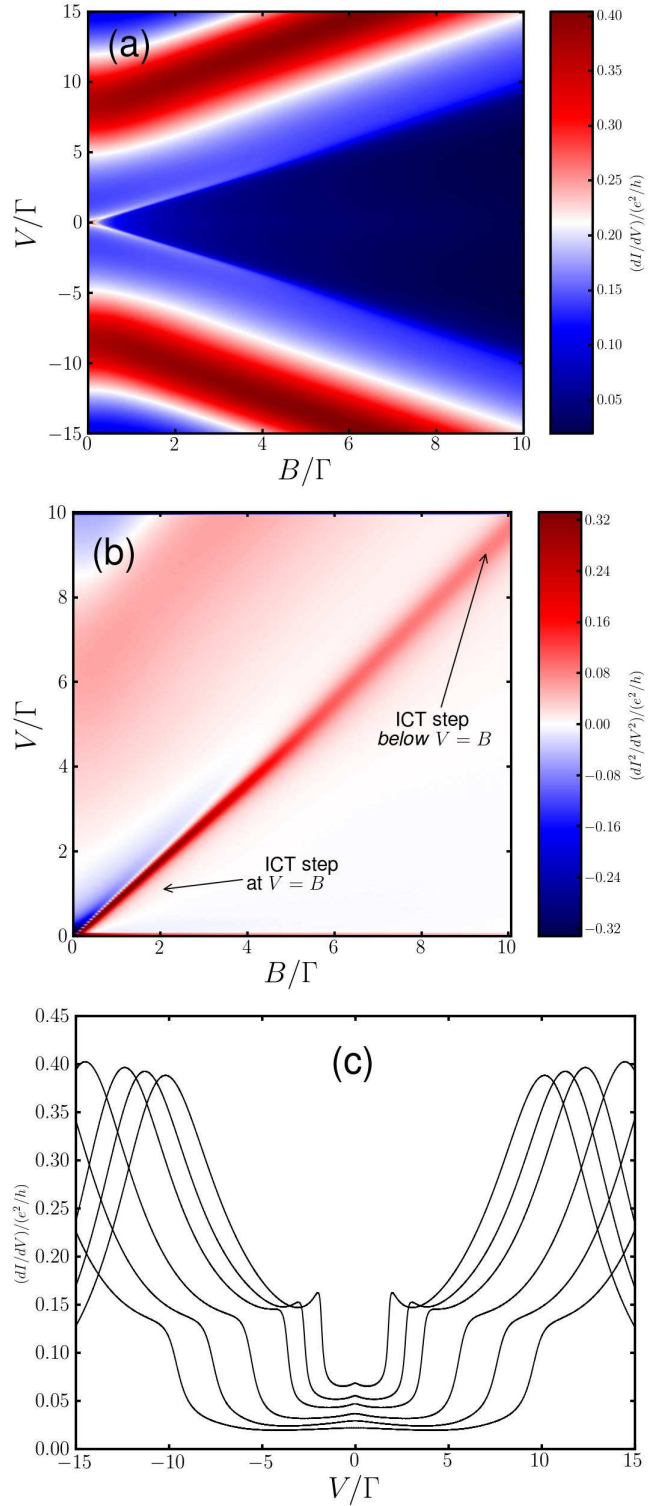 (a)
15
10
5
0
−5
−10
−15
V/Γ
0 2 4 6 8 10
B/Γ
0.40
0.35
0.30
0.25
0.20
0.15
0.10
0.05
(dI/dV)/(e²/h)
(b)
10
8
6
4
2
0
V/Γ
ICT step
below V = B
ICT step
at V = B
0 2 4 6 8 10
B/Γ
0.32
0.24
0.16
0.08
0.00
−0.08
−0.16
−0.24
−0.32
(dI²/dV²)/(e²/h)
(c)
0.45
0.40
0.35
0.30
0.25
0.20
0.15
0.10
0.05
0.00
(dI/dV)/(e²/h)
−15 −10 −5 0 5 10 15
V/Γ